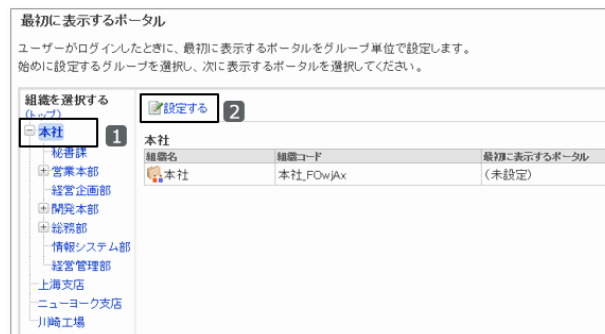 最初に表示するポータル
ユーザーがログインしたときに、最初に表示するポータルをグループ単位で設定します。
始めに設定するグループを選択し、次に表示するポータルを選択してください。
組織を選択する
(トップ)
本社
1
秘書課
営業本部
経営企画部
開発本部
総務部
情報システム部
経営管理部
上海支店
ニューヨーク支店
川崎工場
設定する
2
本社
組織名 組織コード 最初に表示するポータル
本社 本社_FOwjAx (未設定)